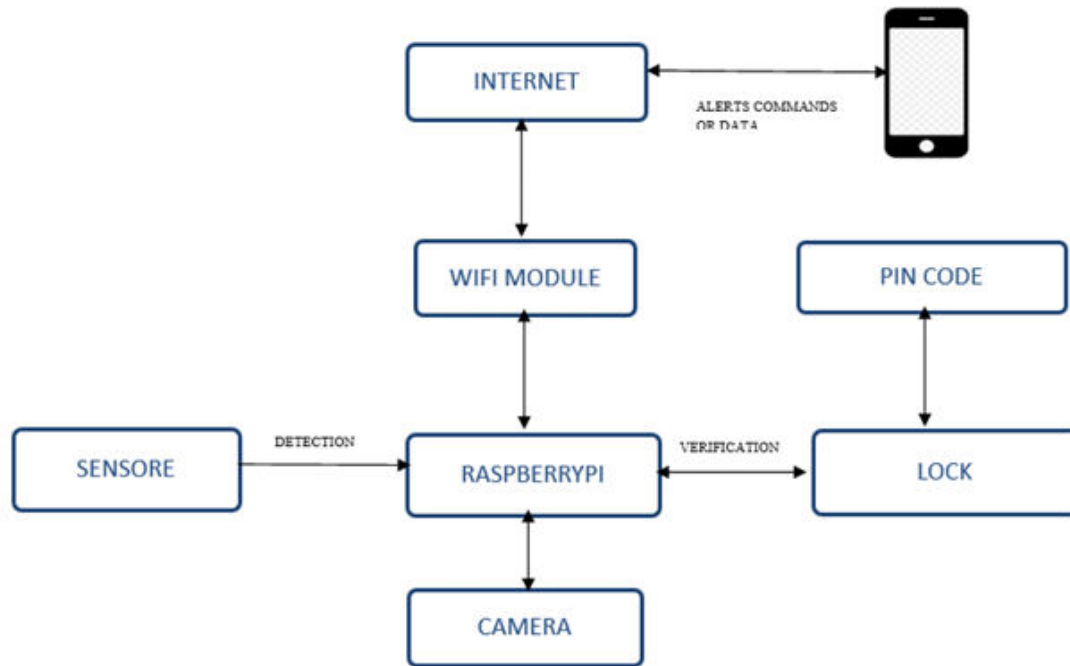 INTERNET
ALERTS COMMANDS
OR DATA
WIFI MODULE
PIN CODE
DETECTION
VERIFICATION
SENSORE
RASPBERRYPI
LOCK
CAMERA